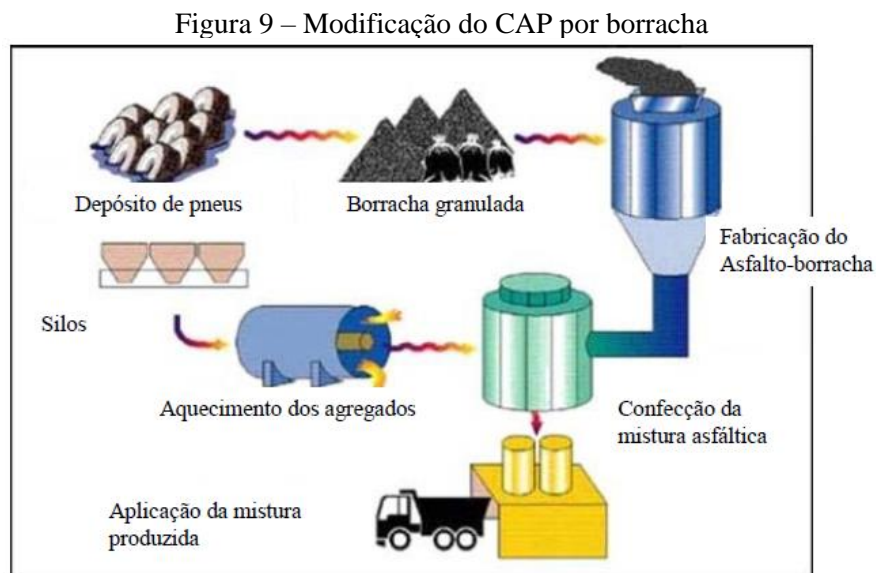 Figura 9 – Modificação do CAP por borracha
Depósito de pneus
Borracha granulada
Fabricação do
Asfalto-borracha
Silos
Aquecimento dos agregados
Confecção da
mistura asfáltica
Aplicação da mistura
produzida